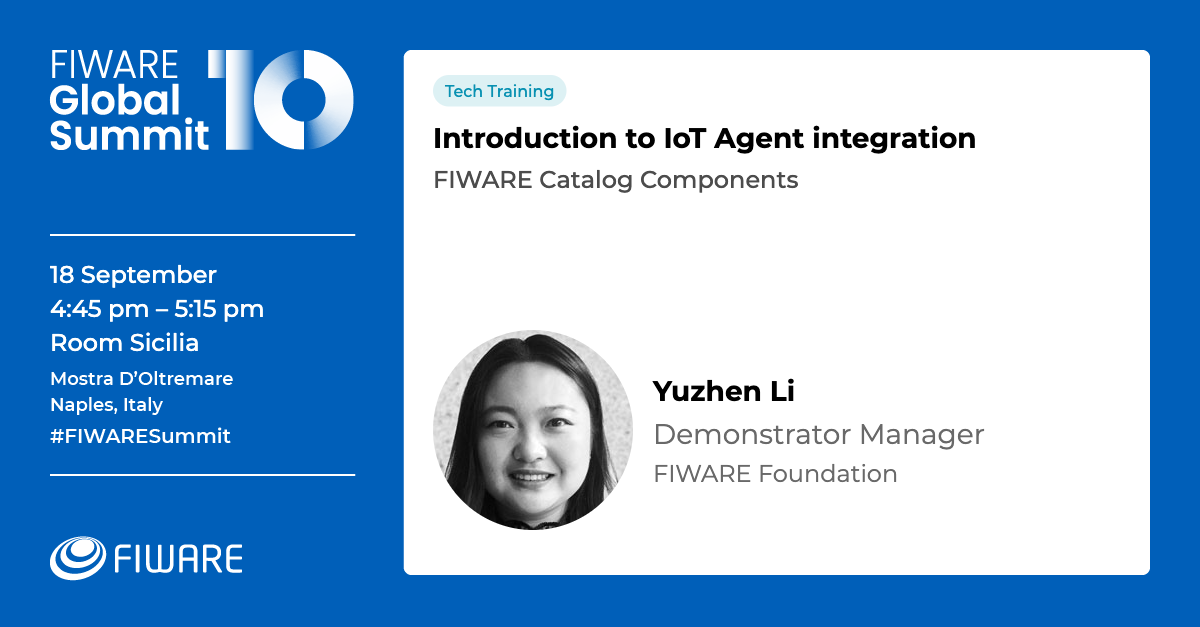 FIWARE
Global
Summit
10
18 September
4:45 pm – 5:15 pm
Room Sicilia
Mostra D’Oltremare
Naples, Italy
#FIWARESummit
FIWARE
Tech Training
Introduction to IoT Agent integration
FIWARE Catalog Components
Yuzhen Li
Demonstrator Manager
FIWARE Foundation